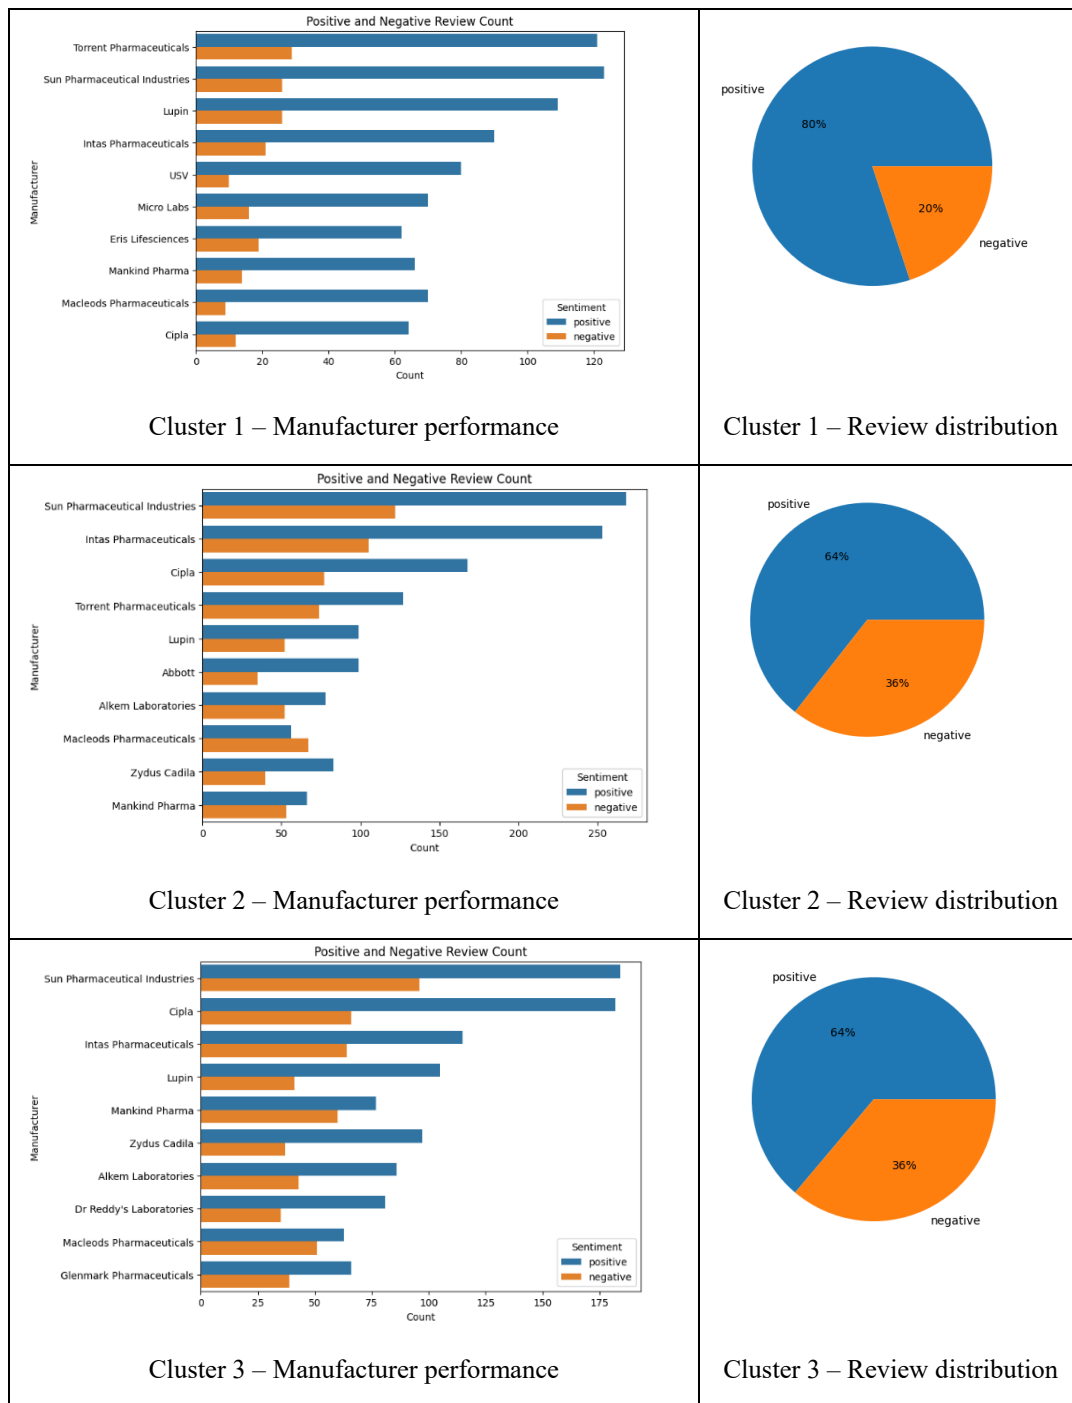 Positive and Negative Review Count
Manufacturer
Torrent Pharmaceuticals
Sun Pharmaceutical Industries
Lupin
Intas Pharmaceuticals
USV
Micro Labs
Eris Lifesciences
Mankind Pharma
Macleods Pharmaceuticals
Cipla
Sentiment
positive
negative
0 20 40 60 80 100 120
Count
Cluster 1 – Manufacturer performance
positive
80%
20%
negative
Cluster 1 – Review distribution
Positive and Negative Review Count
Manufacturer
Sun Pharmaceutical Industries
Intas Pharmaceuticals
Cipla
Torrent Pharmaceuticals
Lupin
Abbott
Alkem Laboratories
Macleods Pharmaceuticals
Zydus Cadila
Mankind Pharma
Sentiment
positive
negative
0 50 100 150 200 250
Count
Cluster 2 – Manufacturer performance
positive
64%
36%
negative
Cluster 2 – Review distribution
Positive and Negative Review Count
Manufacturer
Sun Pharmaceutical Industries
Cipla
Intas Pharmaceuticals
Lupin
Mankind Pharma
Zydus Cadila
Alkem Laboratories
Dr Reddy's Laboratories
Macleods Pharmaceuticals
Glenmark Pharmaceuticals
Sentiment
positive
negative
0 25 50 75 100 125 150 175
Count
Cluster 3 – Manufacturer performance
positive
64%
36%
negative
Cluster 3 – Review distribution